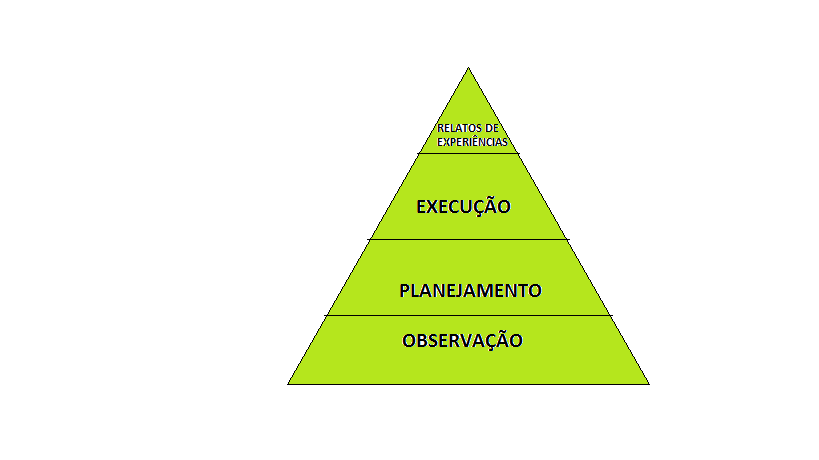 RELATOS DE
EXPERIÊNCIAS
EXECUÇÃO
PLANEJAMENTO
OBSERVAÇÃO